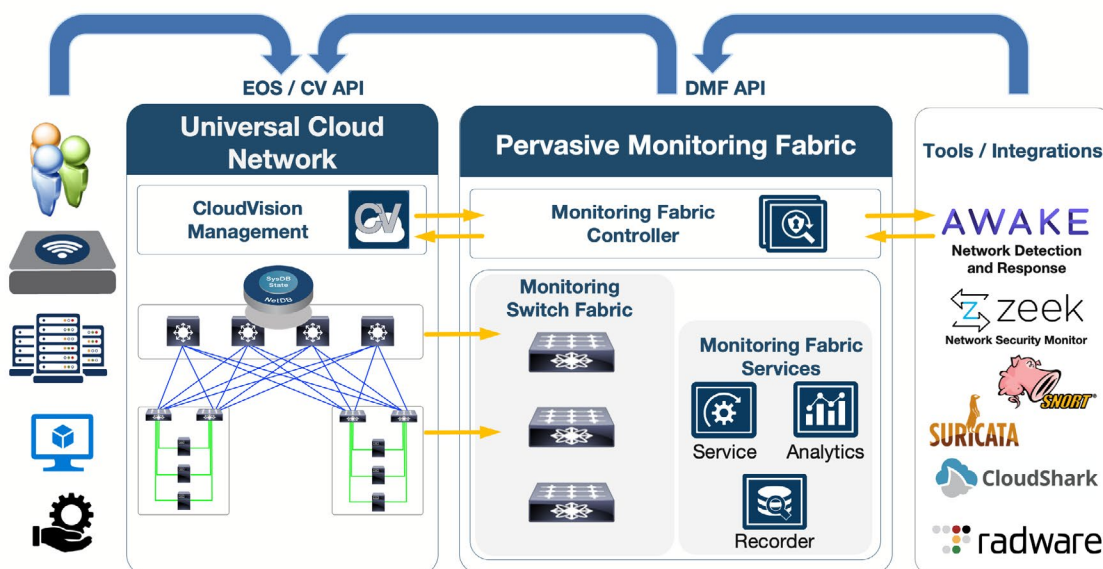 EOS / CV API
DMF API
Universal Cloud
Network
CloudVision
Management
CV
SysDB
State
NetDB
Pervasive Monitoring Fabric
Monitoring Fabric
Controller
Monitoring
Switch Fabric
Monitoring Fabric
Services
Service
Analytics
Recorder
Tools / Integrations
AWAKE
Network Detection
and Response
Z zeek
Network Security Monitor
SNORT®
SURICATA
CloudShark
radware